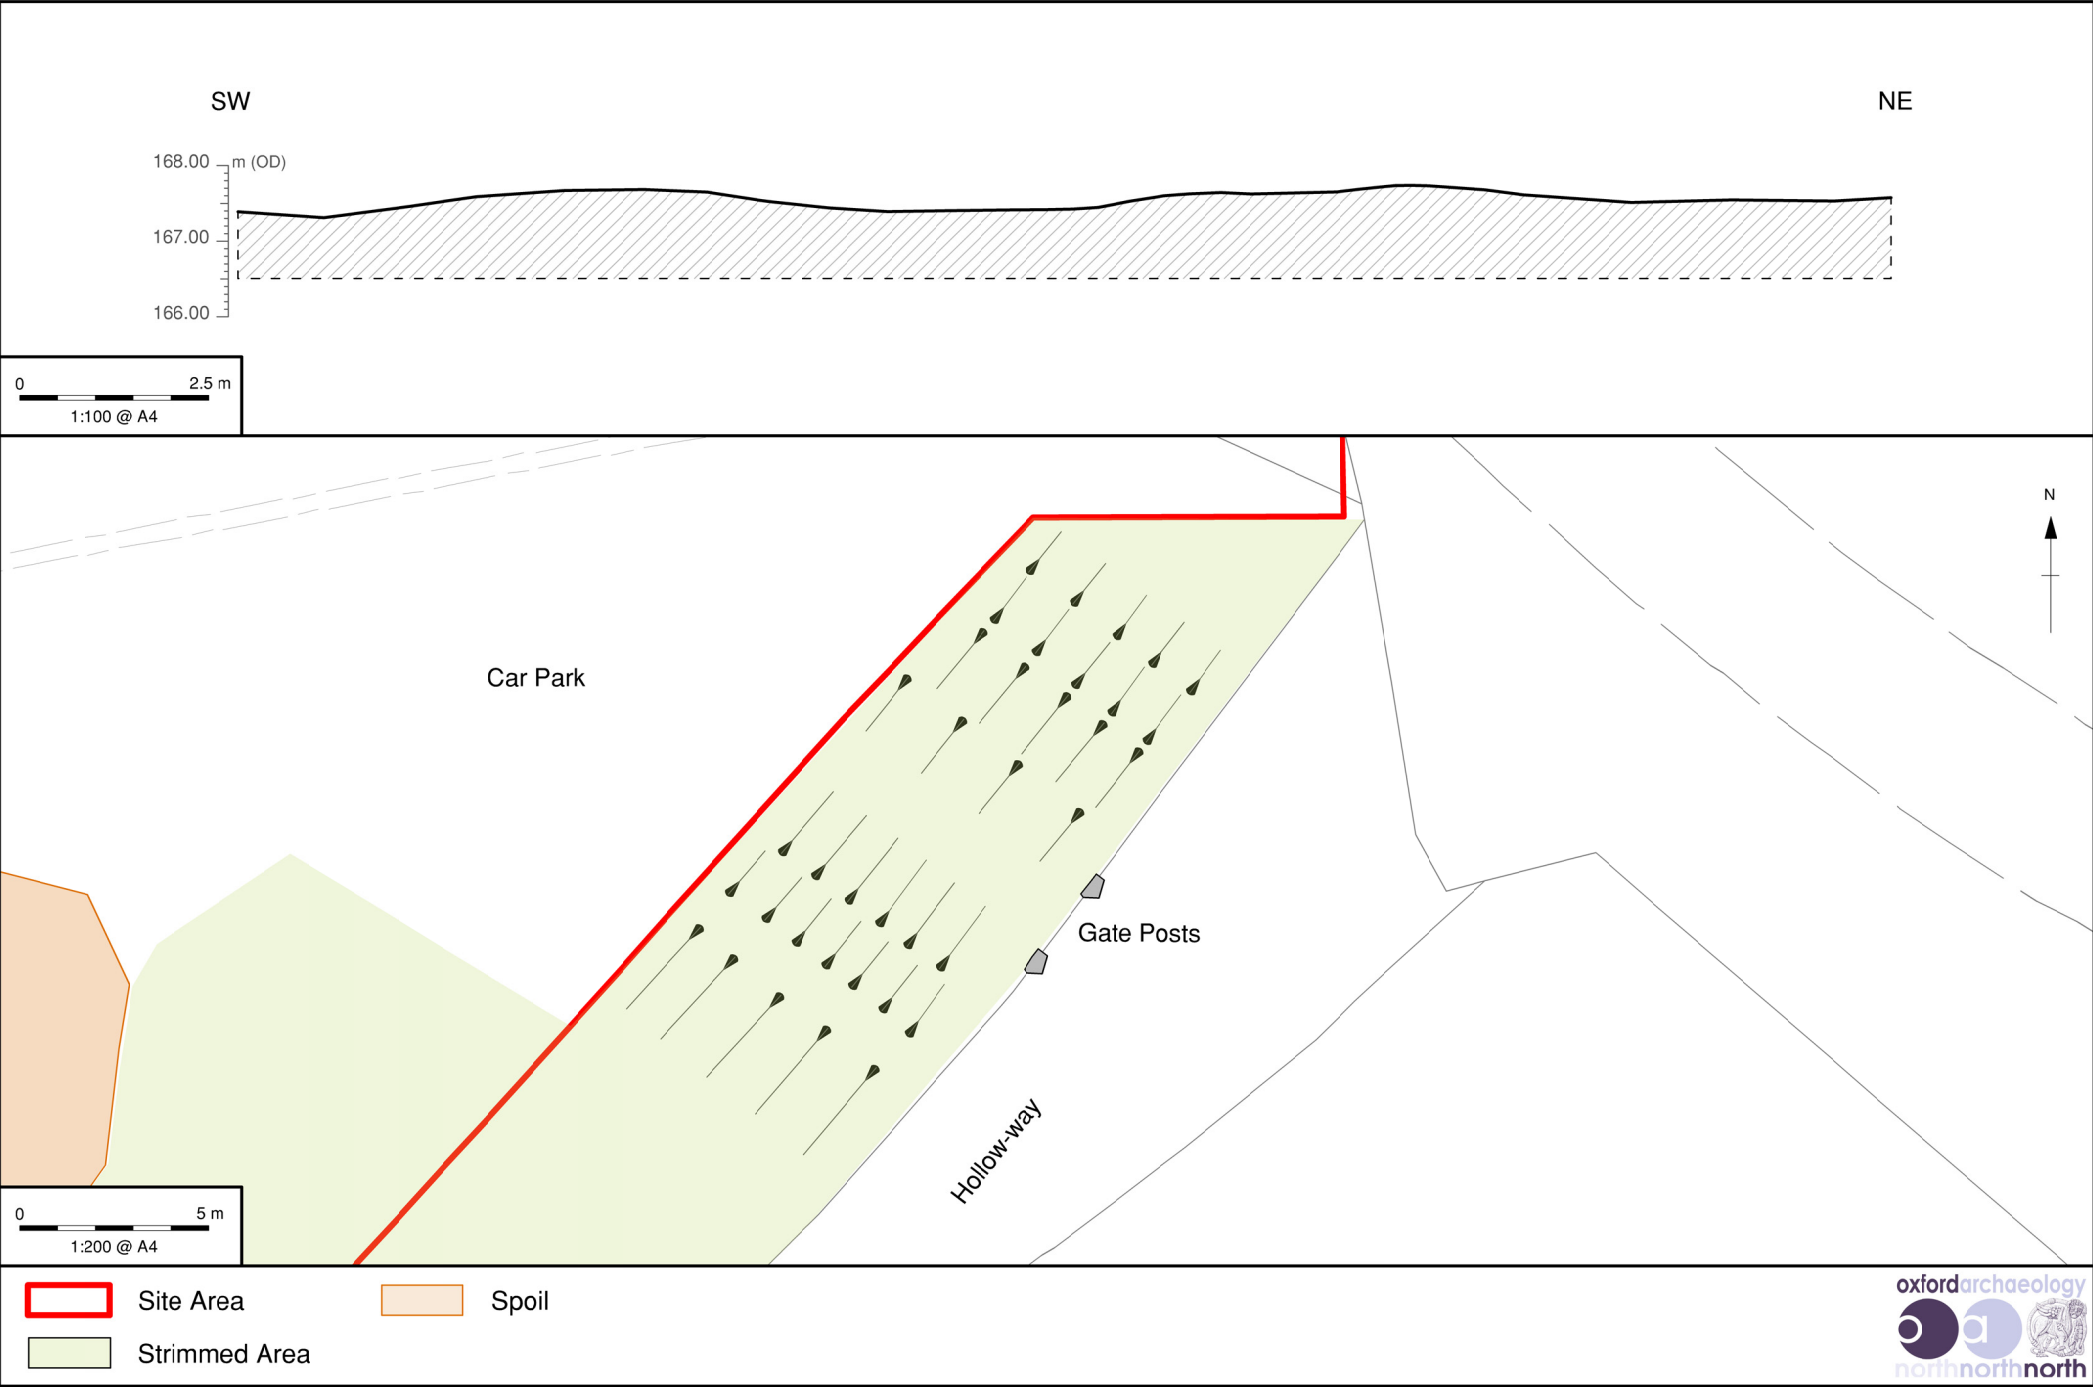 SW
NE
168.00 m (OD)
167.00
166.00
0 2.5 m
1:100 @ A4
N
Car Park
Gate Posts
Hollow-way
0 5 m
1:200 @ A4
Site Area
Spoil
Strimmed Area
oxfordarchaeology
oa
northnorthnorth